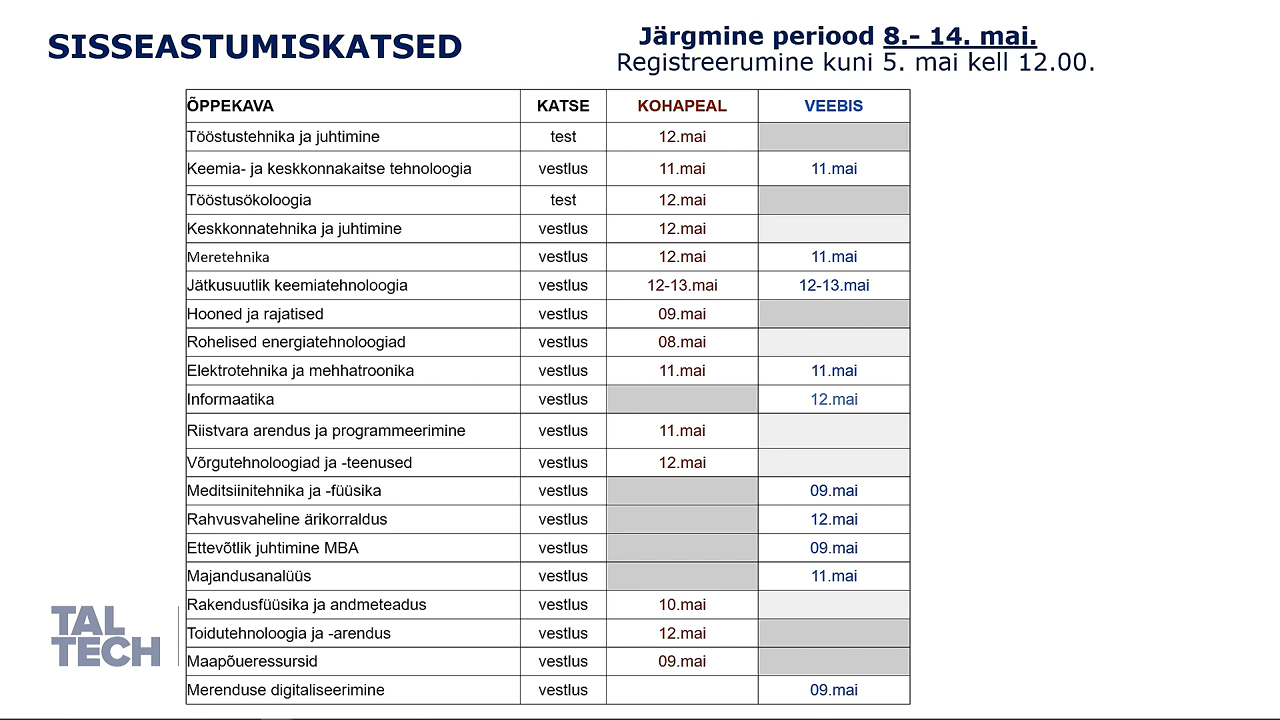 SISSEASTUMISKATSED
Järgmine periood 8.- 14. mai.
Registreerumine kuni 5. mai kell 12.00.
ÕPPEKAVA KATSE KOHAPEAL VEEBIS
Tööstustehnika ja juhtimine test 12.mai
Keemia- ja keskkonnakaitse tehnoloogia vestlus 11.mai 11.mai
Tööstusökoloogia test 12.mai
Keskkonnatehnika ja juhtimine vestlus 12.mai
Meretehnika vestlus 12.mai 11.mai
Jätkusuutlik keemiatehnoloogia vestlus 12-13.mai 12-13.mai
Hooned ja rajatised vestlus 09.mai
Rohelised energiatehnoloogiad vestlus 08.mai
Elektrotehnika ja mehhatroonika vestlus 11.mai 11.mai
Informaatika vestlus 12.mai
Riistvara arendus ja programmeerimine vestlus 11.mai
Võrgutehnoloogiad ja -teenused vestlus 12.mai
Meditsiinitehnika ja -füüsika vestlus 09.mai
Rahvusvaheline ärikorraldus vestlus 12.mai
Ettevõtlik juhtimine MBA vestlus 09.mai
Majandusanalüüs vestlus 11.mai
Rakendusfüüsika ja andmeteadus vestlus 10.mai
Toidutehnoloogia ja -arendus vestlus 12.mai
Maapõueressursid vestlus 09.mai
Merenduse digitaliseerimine vestlus 09.mai
TAL
TECH